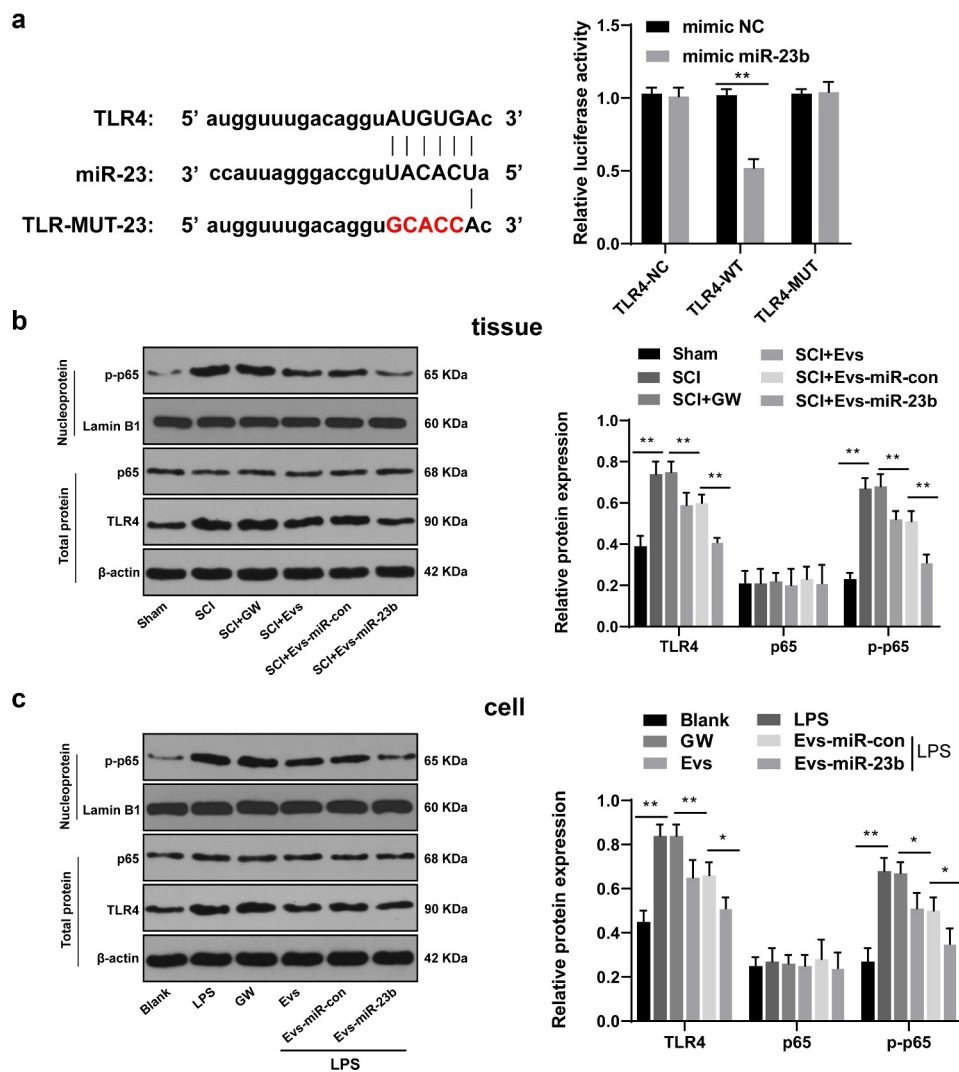 a
TLR4: 5’ augguuugacagguAUGUGAc 3’
miR-23: 3’ ccauuagggaccguUACACUa 5’
TLR-MUT-23: 5’ augguuugacagguGCACCAc 3’
mimic NC
mimic miR-23b
**
Relative luciferase activity
1.5
1.0
0.5
0.0
TLR4-NC
TLR4-WT
TLR4-MUT
b
tissue
Nucleoprotein
p-p65
65 KDa
Lamin B1
60 KDa
Total protein
p65
68 KDa
TLR4
90 KDa
β-actin
42 KDa
Sham
SCI
SCI+GW
SCI+Evs
SCI+Evs-miR-con
SCI+Evs-miR-23b
Sham
SCI
SCI+GW
SCI+Evs
SCI+Evs-miR-con
SCI+Evs-miR-23b
Relative protein expression
1.0
0.8
0.6
0.4
0.2
0.0
** ** **
** ** **
TLR4
p65
p-p65
c
cell
Nucleoprotein
p-p65
65 KDa
Lamin B1
60 KDa
Total protein
p65
68 KDa
TLR4
90 KDa
β-actin
42 KDa
Blank
LPS
GW
Evs
Evs-miR-con
Evs-miR-23b
LPS
Blank
GW
Evs
LPS
Evs-miR-con
Evs-miR-23b
LPS
Relative protein expression
1.0
0.8
0.6
0.4
0.2
0.0
** ** *
** * *
TLR4
p65
p-p65